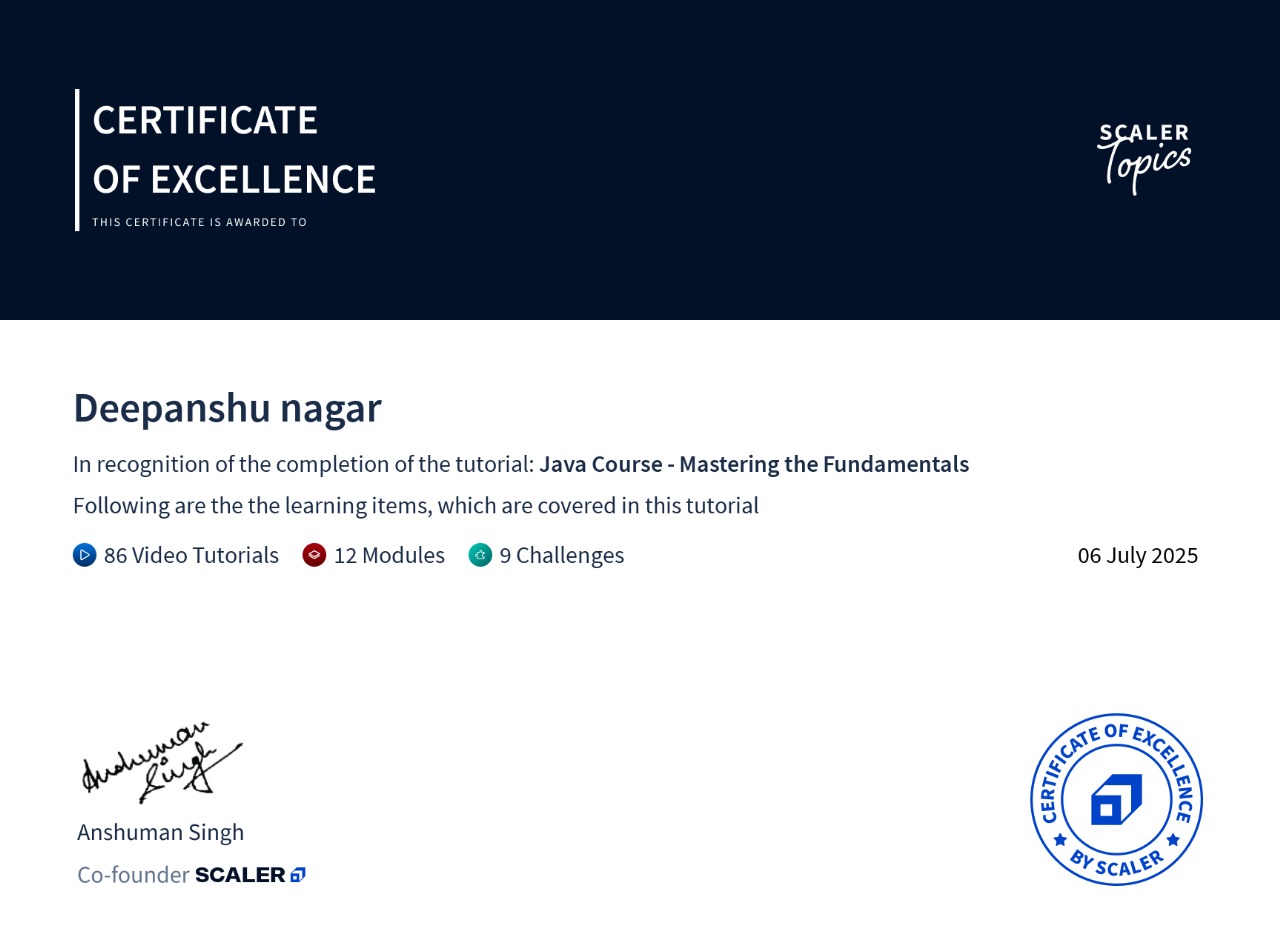 CERTIFICATE
OF EXCELLENCE
THIS CERTIFICATE IS AWARDED TO
SCALER
Topics
Deepanshu nagar
In recognition of the completion of the tutorial: Java Course - Mastering the Fundamentals
Following are the the learning items, which are covered in this tutorial
86 Video Tutorials 12 Modules 9 Challenges 06 July 2025
Anshuman
Singh
Anshuman Singh
Co-founder SCALER
CERTIFICATE OF EXCELLENCE
BY SCALER